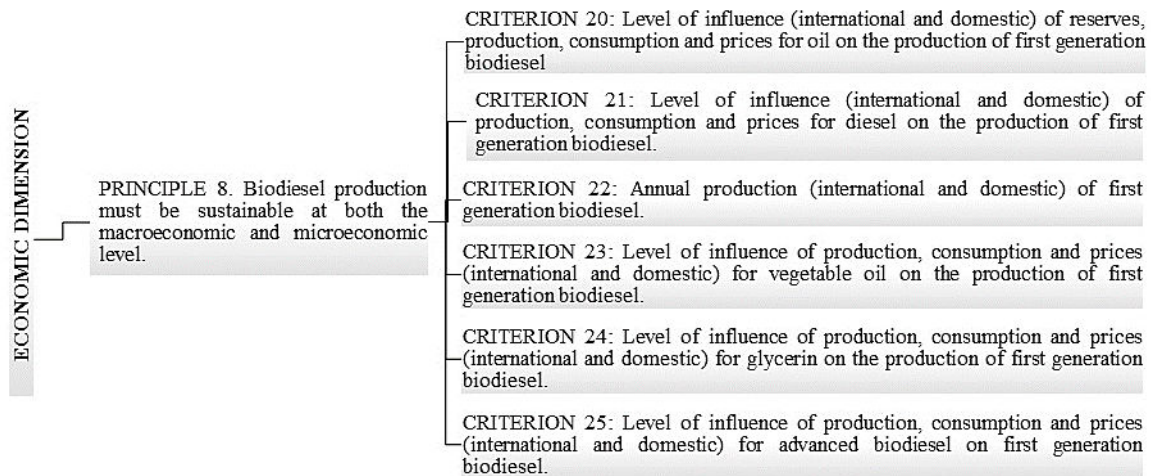 ECONOMIC DIMENSION
PRINCIPLE 8. Biodiesel production
must be sustainable at both the
macroeconomic and microeconomic
level.
CRITERION 20: Level of influence (international and domestic) of reserves,
production, consumption and prices for oil on the production of first generation
biodiesel
CRITERION 21: Level of influence (international and domestic) of
production, consumption and prices for diesel on the production of first
generation biodiesel.
CRITERION 22: Annual production (international and domestic) of first
generation biodiesel.
CRITERION 23: Level of influence of production, consumption and prices
(international and domestic) for vegetable oil on the production of first
generation biodiesel.
CRITERION 24: Level of influence of production, consumption and prices
(international and domestic) for glycerin on the production of first generation
biodiesel.
CRITERION 25: Level of influence of production, consumption and prices
(international and domestic) for advanced biodiesel on first generation
biodiesel.